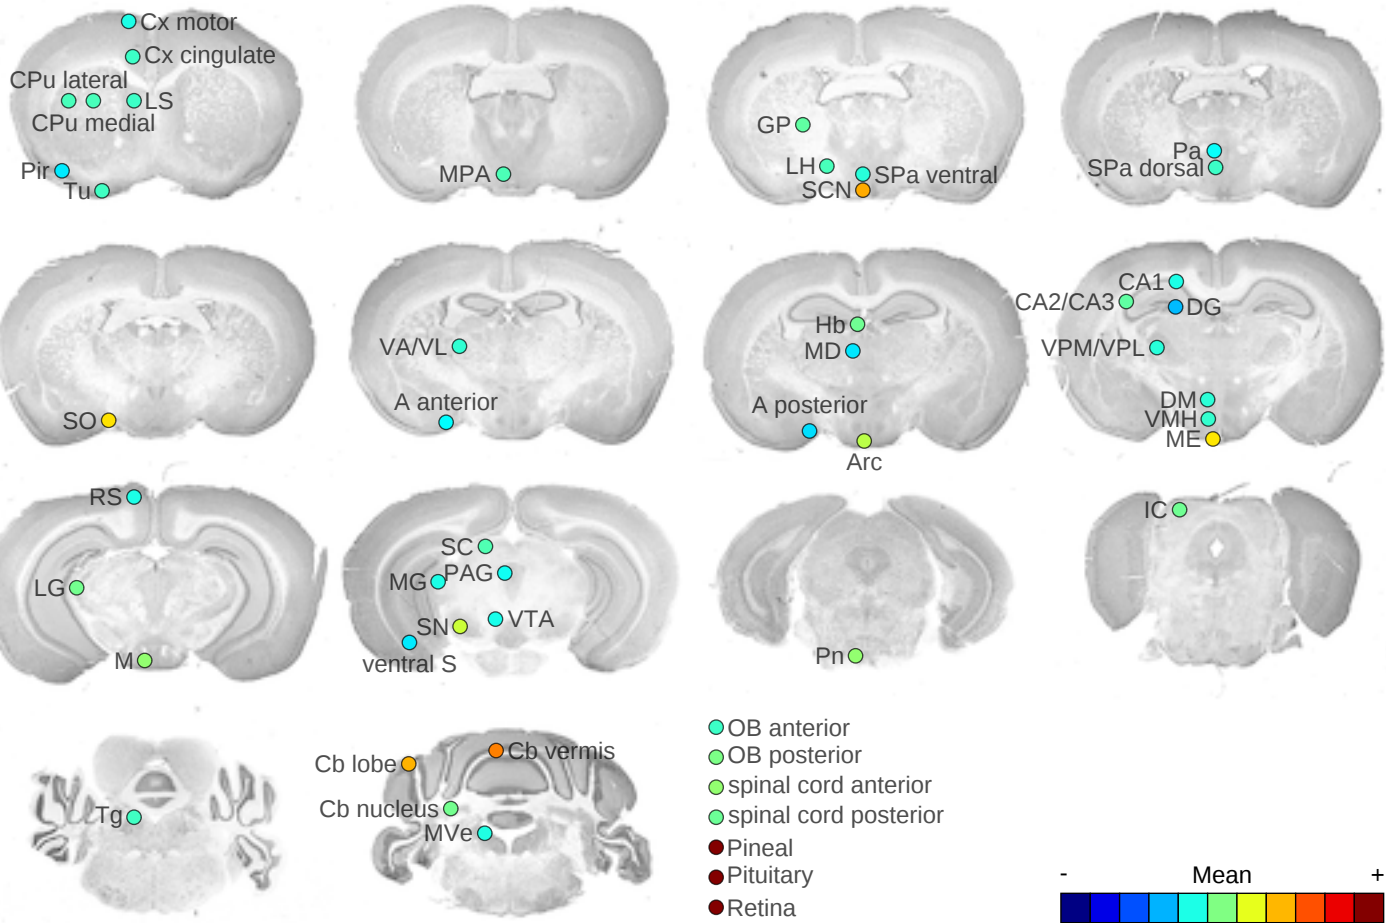 Cx motor
Cx cingulate
CPu lateral
LS
CPu medial
Pir
Tu
MPA
GP
LH
SPa ventral
SCN
Pa
SPa dorsal
SO
VA/VL
A anterior
Hb
MD
A posterior
Arc
CA1
CA2/CA3
DG
VPM/VPL
DM
VMH
ME
RS
LG
M
SC
MG
PAG
SN
VTA
ventral S
Pn
IC
Tg
Cb lobe
Cb vermis
Cb nucleus
MVe
OB anterior
OB posterior
spinal cord anterior
spinal cord posterior
Pineal
Pituitary
Retina
- Mean +